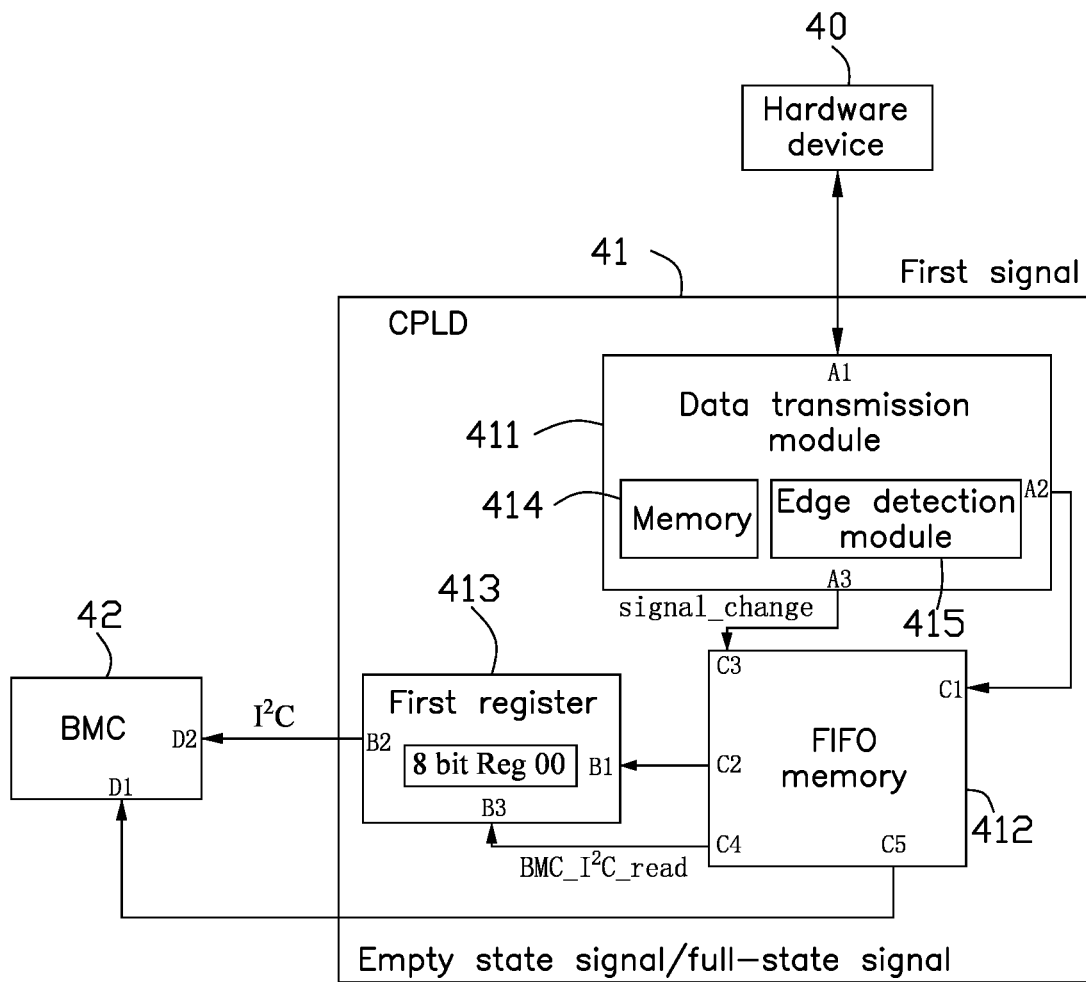 40
Hardware
device
41
First signal
CPLD
A1
Data transmission
module
411
414
Memory
Edge detection
module
A2
A3
signal_change
415
413
42
C3
C1
First register
BMC
D2
I²C
B2
8 bit Reg 00
B1
C2
FIFO
memory
D1
B3
C4
C5
412
BMC_I²C_read
Empty state signal/full-state signal